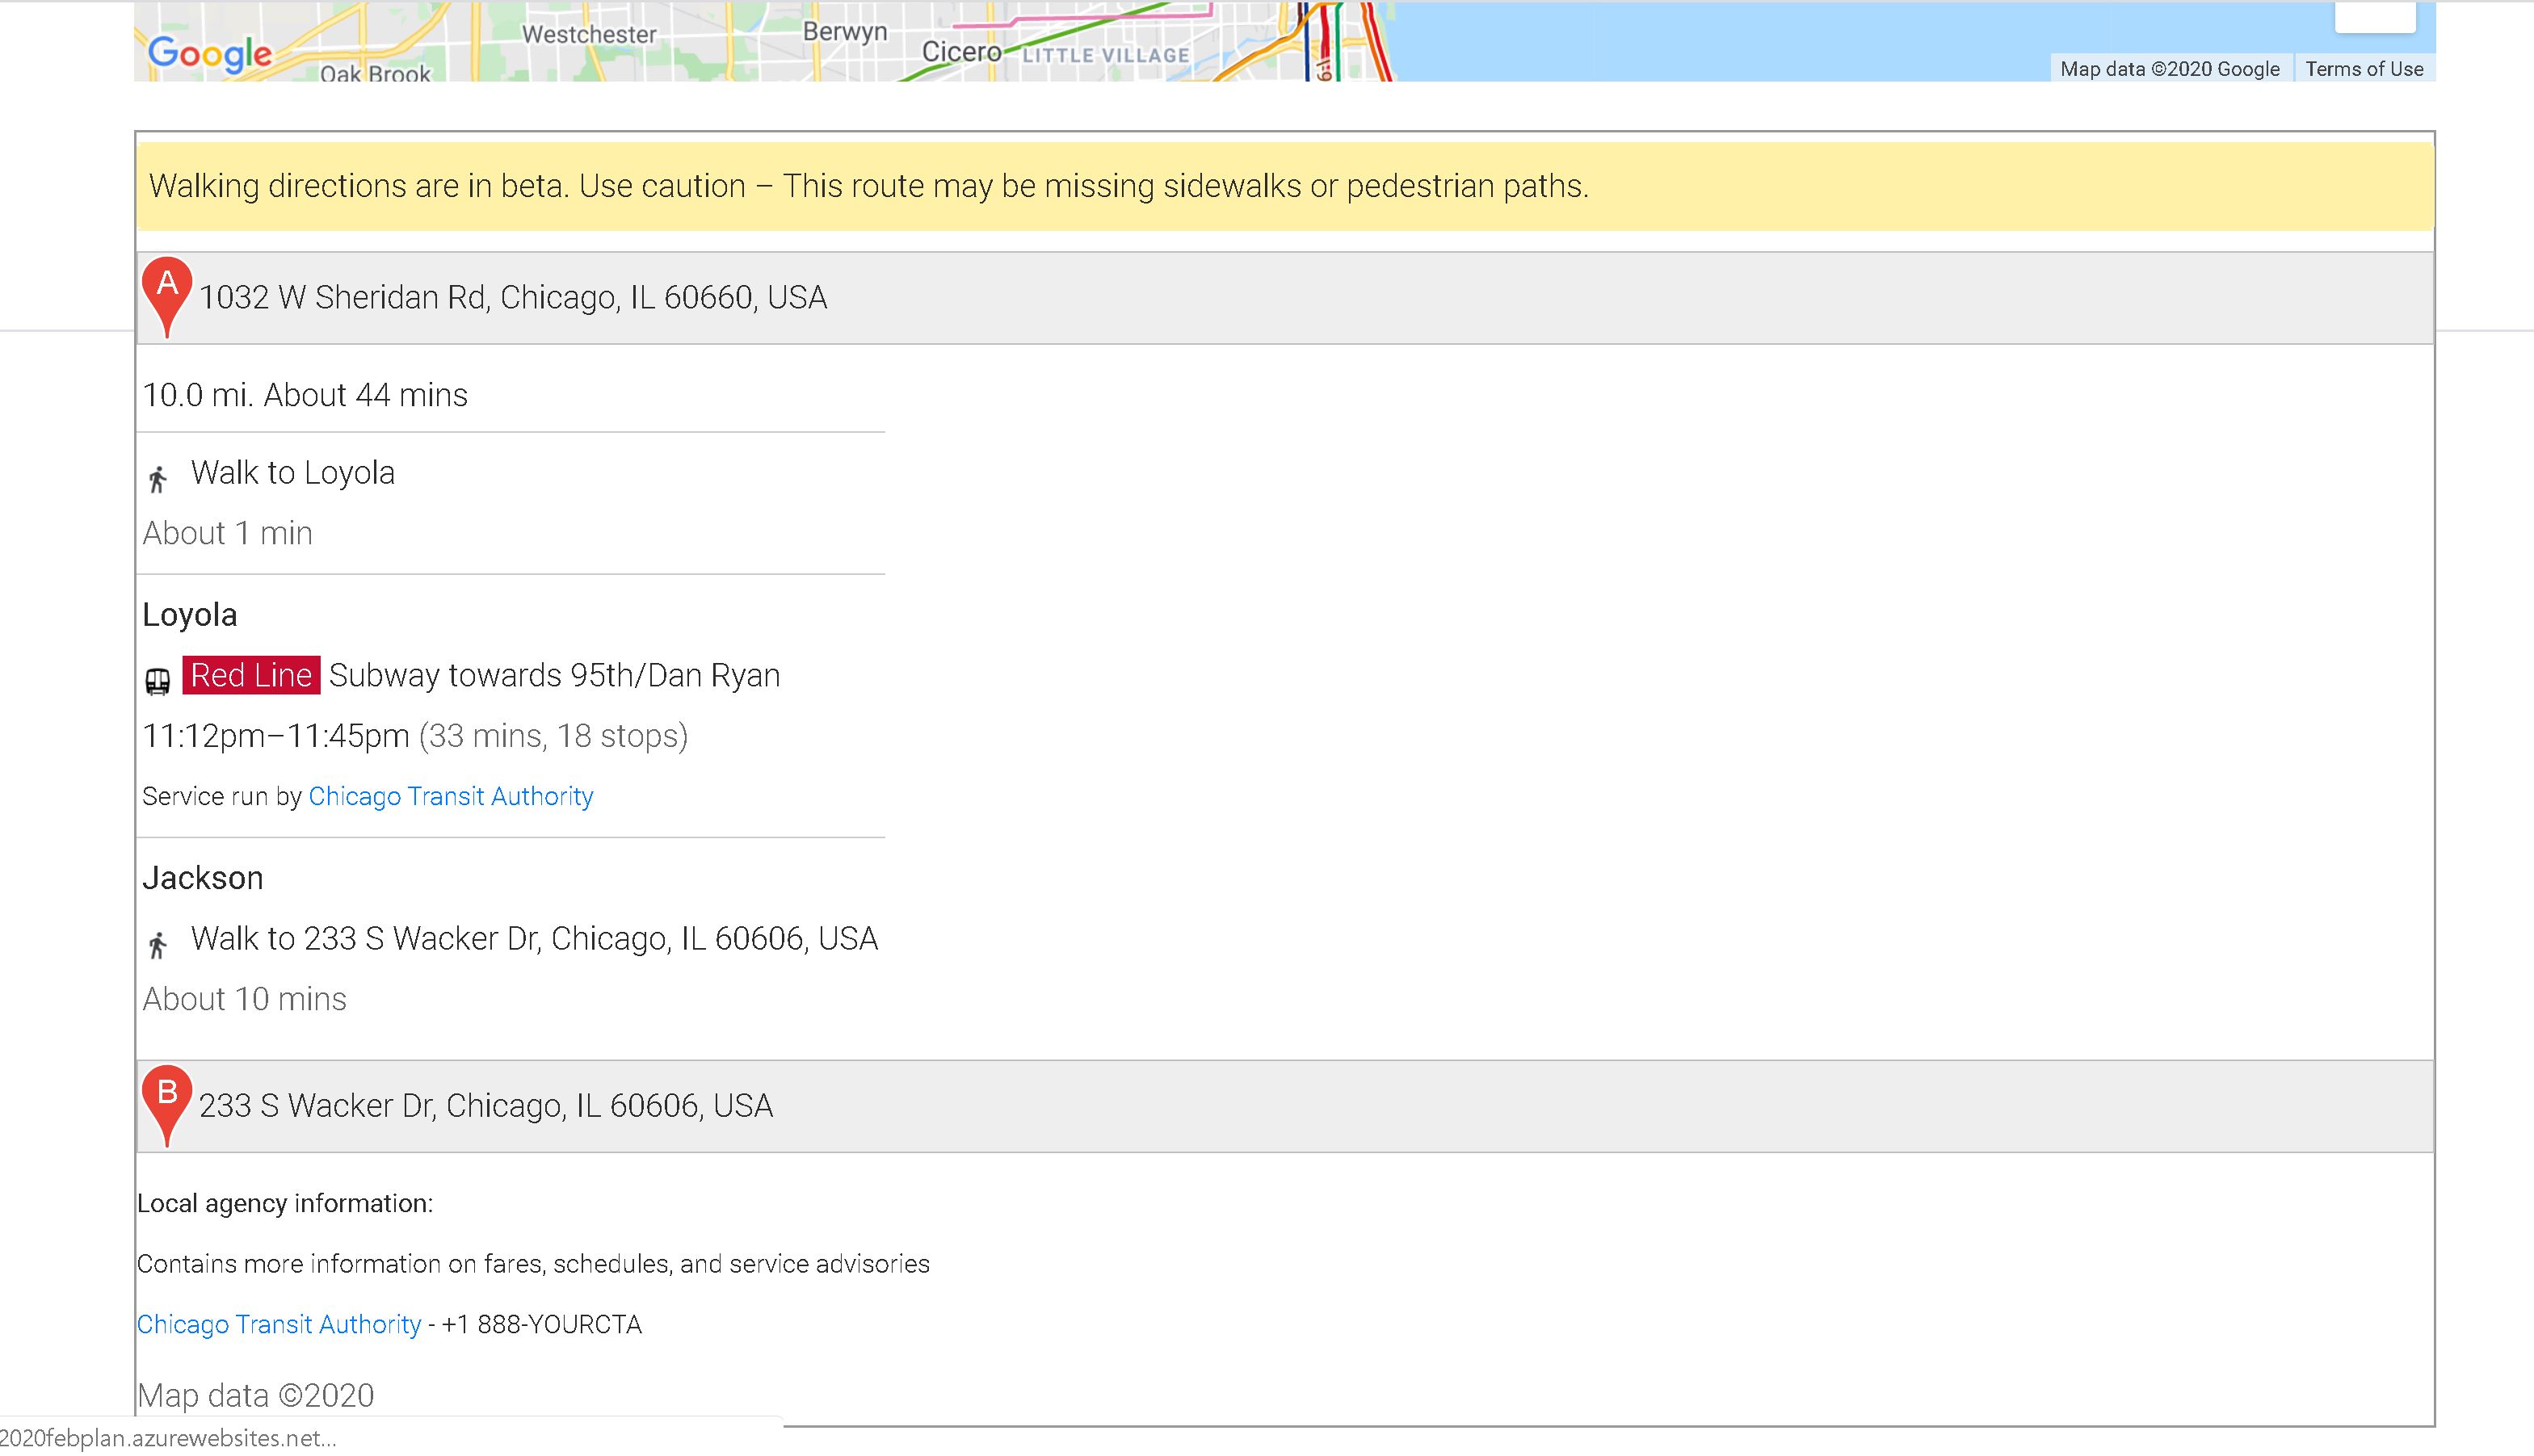 Westchester
Berwyn
Cicero
LITTLE VILLAGE
Google
Oak Brook
Map data ©2020 Google
Terms of Use
Walking directions are in beta. Use caution – This route may be missing sidewalks or pedestrian paths.
A
1032 W Sheridan Rd, Chicago, IL 60660, USA
10.0 mi. About 44 mins
Walk to Loyola
About 1 min
Loyola
Red Line Subway towards 95th/Dan Ryan
11:12pm–11:45pm (33 mins, 18 stops)
Service run by Chicago Transit Authority
Jackson
Walk to 233 S Wacker Dr, Chicago, IL 60606, USA
About 10 mins
B
233 S Wacker Dr, Chicago, IL 60606, USA
Local agency information:
Contains more information on fares, schedules, and service advisories
Chicago Transit Authority - +1 888-YOURCTA
Map data ©2020
2020febplan.azurewebsites.net...